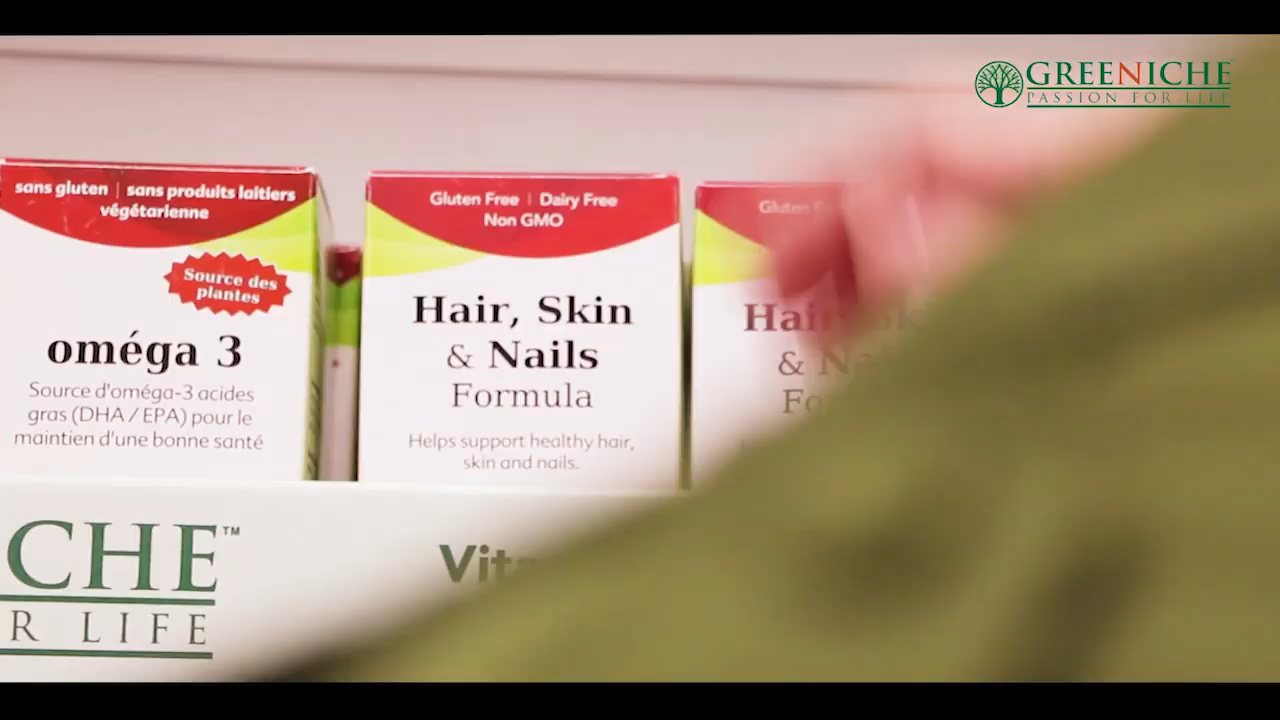 GREENICHE
PASSION FOR LIFE
sans gluten | sans produits laitiers
végétarienne
Source des
plantes
oméga 3
Source d'oméga-3 acides
gras (DHA / EPA) pour le
maintien d'une bonne santé
Gluten Free | Dairy Free
Non GMO
Hair, Skin
& Nails
Formula
Helps support healthy hair,
skin and nails.
Gluten
Hair,
&
CHE™
R LIFE